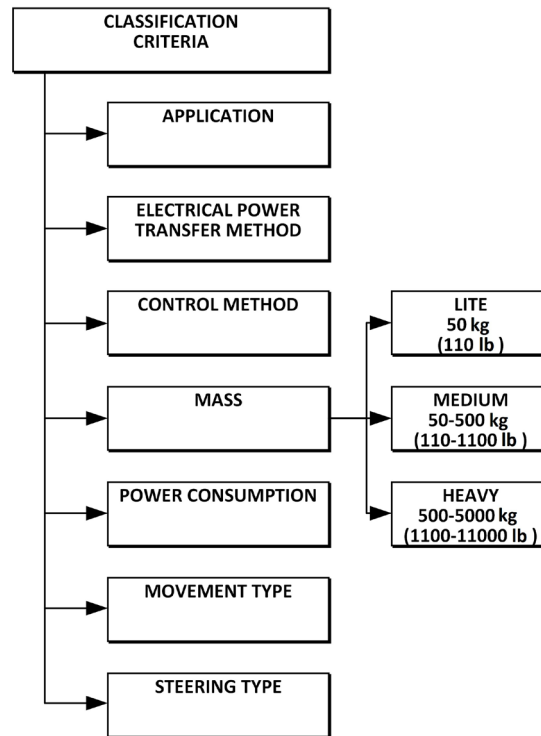 CLASSIFICATION
CRITERIA
APPLICATION
ELECTRICAL POWER
TRANSFER METHOD
CONTROL METHOD
MASS
POWER CONSUMPTION
MOVEMENT TYPE
STEERING TYPE
LITE
50 kg
(110 lb )
MEDIUM
50-500 kg
(110-1100 lb )
HEAVY
500-5000 kg
(1100-11000 lb )